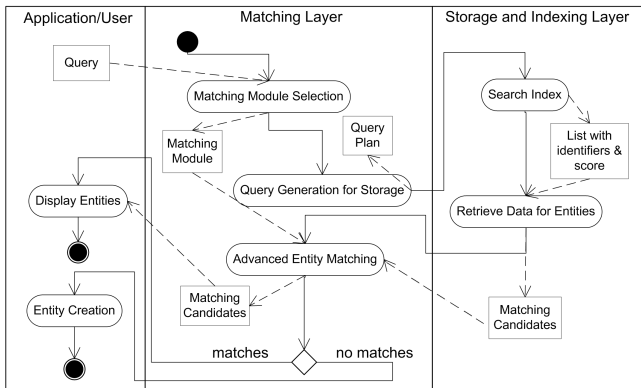 Application/User
Matching Layer
Storage and Indexing Layer
Query
Matching Module Selection
Search Index
Query
Plan
Matching
Module
List with
identifiers &
score
Query Generation for Storage
Display Entities
Retrieve Data for Entities
Advanced Entity Matching
Entity Creation
Matching
Candidates
Matching
Candidates
matches
no matches